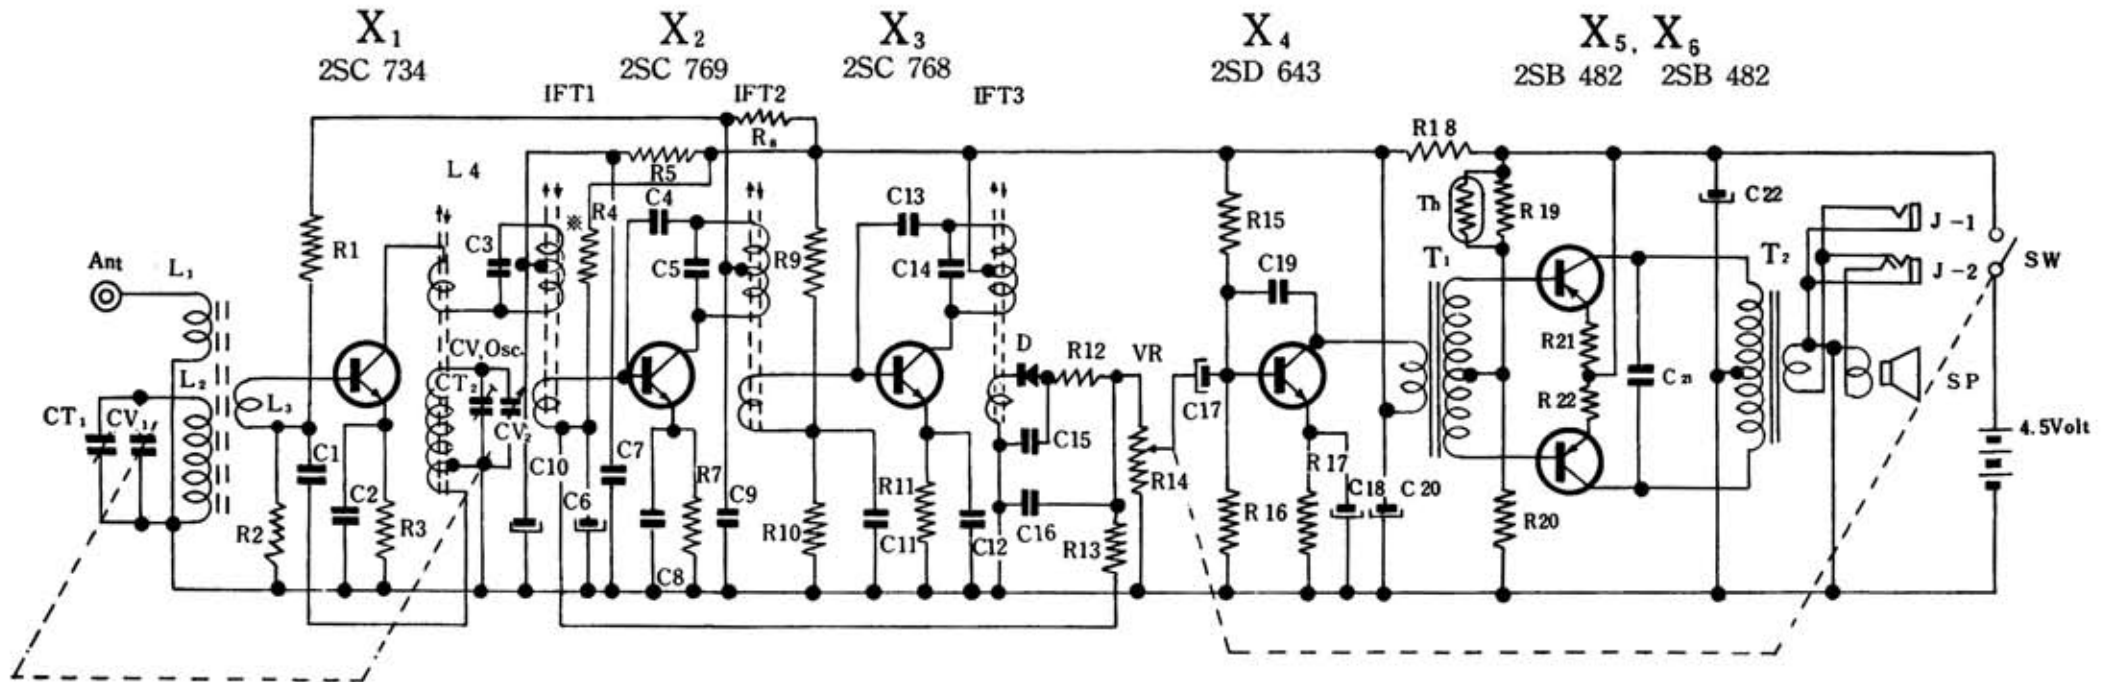 X₁ X₂ X₃ X₄ X₅, X₆
2SC 734 2SC 769 2SC 768 2SD 643 2SB 482 2SB 482
IFT1 IFT2 IFT3
R₈
R18
L4
R5
C4 C13 C22
Th R19
※ R4
R15
J-1
R1 C3
Ant L₁
C5 R9 C14 C19 T₁ T₂ J-2 SW
CV.Osc.
D R12 VR
R21
L₂ CT₂
C₂₁ SP
L₃ C17 R22
CT₁ CV₁
CV₂
C1 C10 C7 C15 4.5Volt
R7 R14 R17
C2 C6 C9 R11 C18 C20
R2 R3 R10 C11 C12 C16 R13 R16 R20
C8